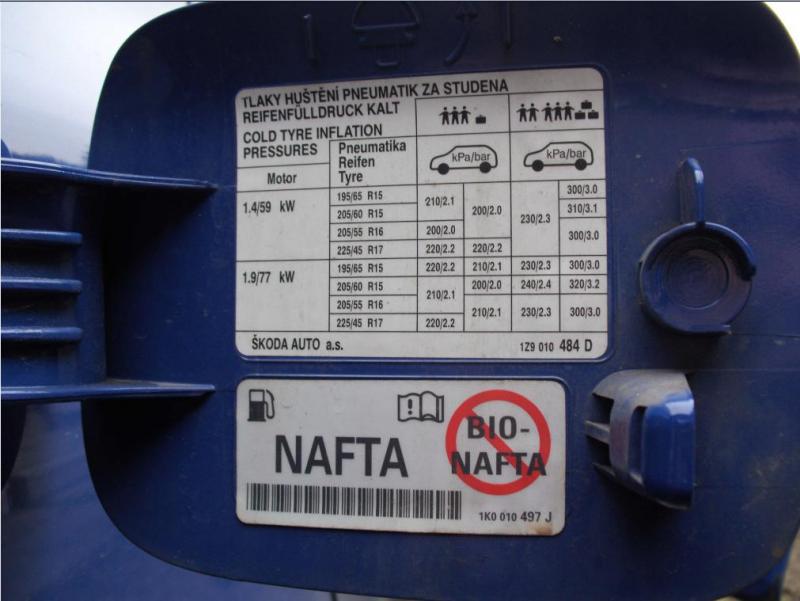 TLAKY HUŠTĚNÍ PNEUMATIK ZA STUDENA
REIFENFÜLLDRUCK KALT
COLD TYRE INFLATION
PRESSURES
Pneumatika
Reifen
Tyre
kPa/bar kPa/bar
Motor
1.4/59 kW
195/65 R15 210/2.1 200/2.0 230/2.3 300/3.0
205/60 R15 310/3.1
205/55 R16 200/2.0 300/3.0
225/45 R17 220/2.2 220/2.2
1.9/77 kW
195/65 R15 220/2.2 210/2.1 230/2.3 300/3.0
205/60 R15 210/2.1 200/2.0 240/2.4 320/3.2
205/55 R16 210/2.1 230/2.3 300/3.0
225/45 R17 220/2.2
ŠKODA AUTO a.s. 1Z9 010 484 D
NAFTA
BIO-
NAFTA
1K0 010 497 J